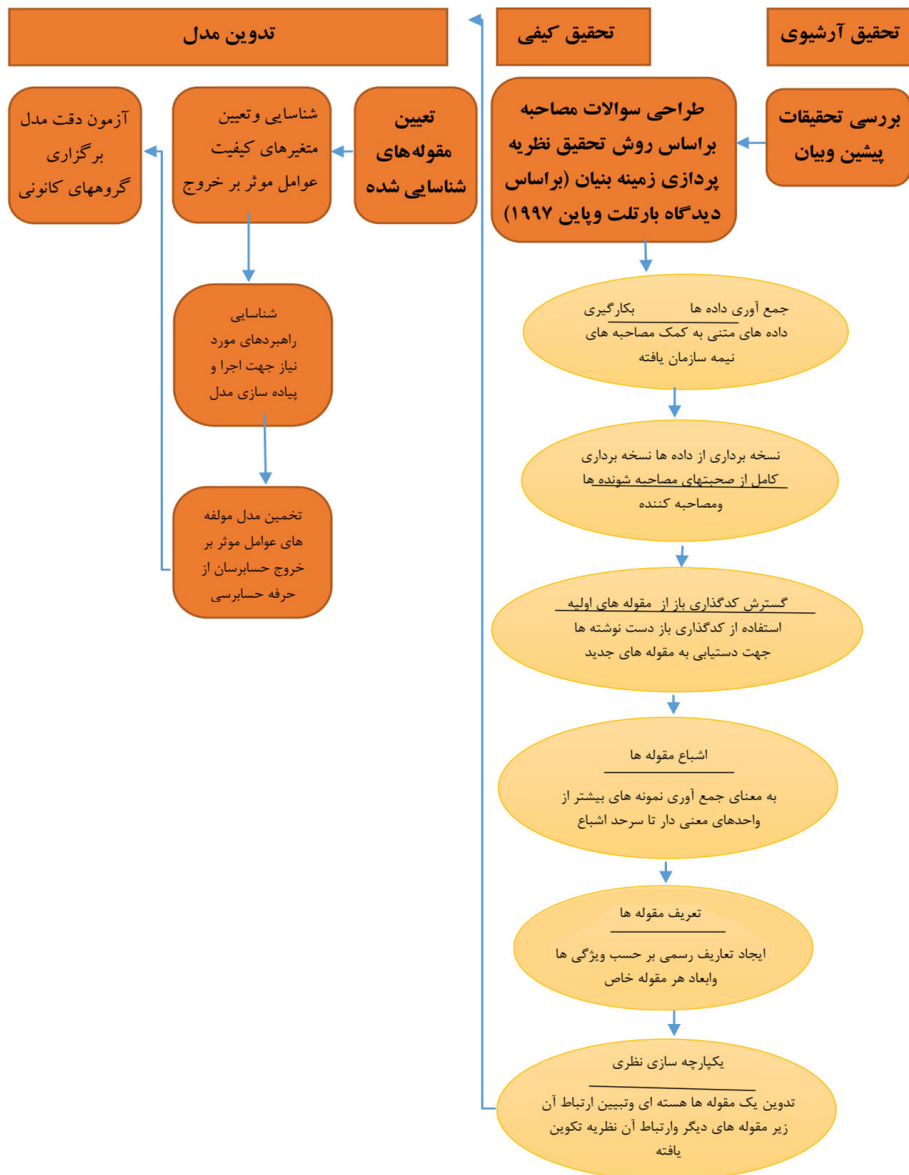 تحقیق آرشیوی
بررسی تحقیقات
پیشین وبیان
تحقیق کیفی
طراحی سوالات مصاحبه
براساس روش تحقیق نظریه
پردازی زمینه بنیان (براساس
دیدگاه بارتلت وپاین ۱۹۹۷)
جمع آوری داده ها بکارگیری
داده های متنی به کمک مصاحبه های
نیمه سازمان یافته
نسخه برداری از داده ها نسخه برداری
کامل از صحبتهای مصاحبه شونده ها
ومصاحبه کننده
گسترش کدگذاری باز از مقوله های اولیه
استفاده از کدگذاری باز دست نوشته ها
جهت دستیابی به مقوله های جدید
اشباع مقوله ها
به معنای جمع آوری نمونه های بیشتر از
واحدهای معنی دار تا سرحد اشباع
تعریف مقوله ها
ایجاد تعاریف رسمی بر حسب ویژگی ها
وابعاد هر مقوله خاص
یکپارچه سازی نظری
تدوین یک مقوله ها هسته ای وتبیین ارتباط آن
زیر مقوله های دیگر وارتباط آن نظریه تکوین
یافته
تدوین مدل
تعیین
مقوله‌های
شناسایی شده
شناسایی وتعیین
متغیرهای کیفیت
عوامل موثر بر خروج
شناسایی
راهبردهای مورد
نیاز جهت اجرا و
پیاده سازی مدل
تخمین مدل مولفه
های عوامل موثر بر
خروج حسابرسان از
حرفه حسابرسی
آزمون دقت مدل
برگزاری
گروههای کانونی